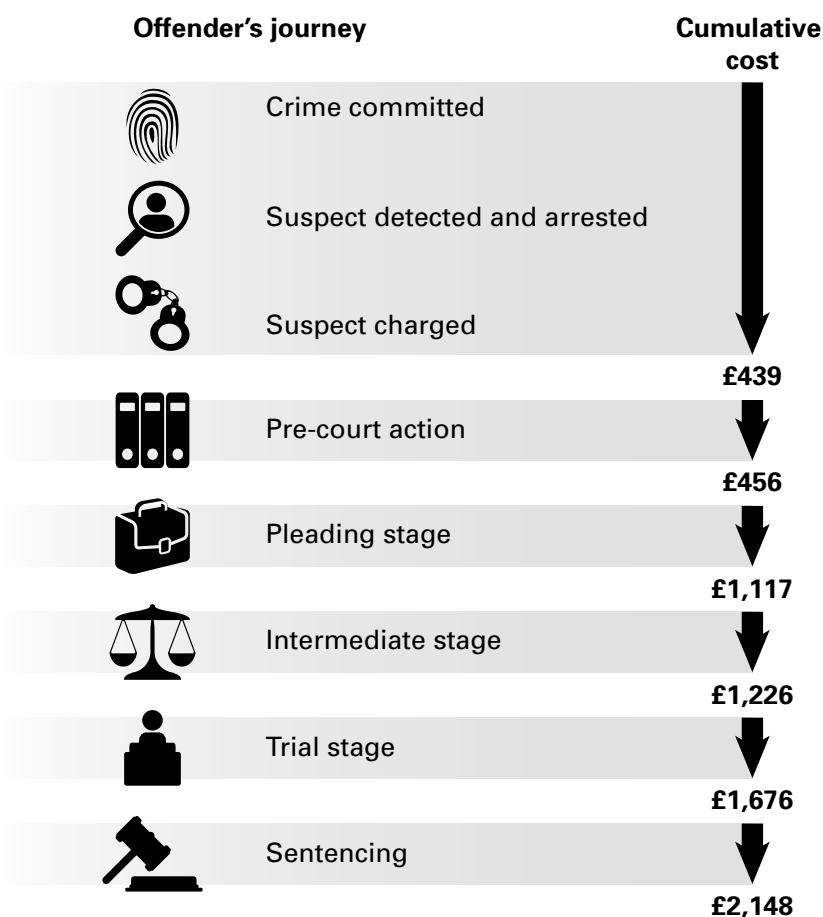 Offender’s journey
Cumulative
cost
Crime committed
Suspect detected and arrested
Suspect charged
£439
Pre-court action
£456
Pleading stage
£1,117
Intermediate stage
£1,226
Trial stage
£1,676
Sentencing
£2,148